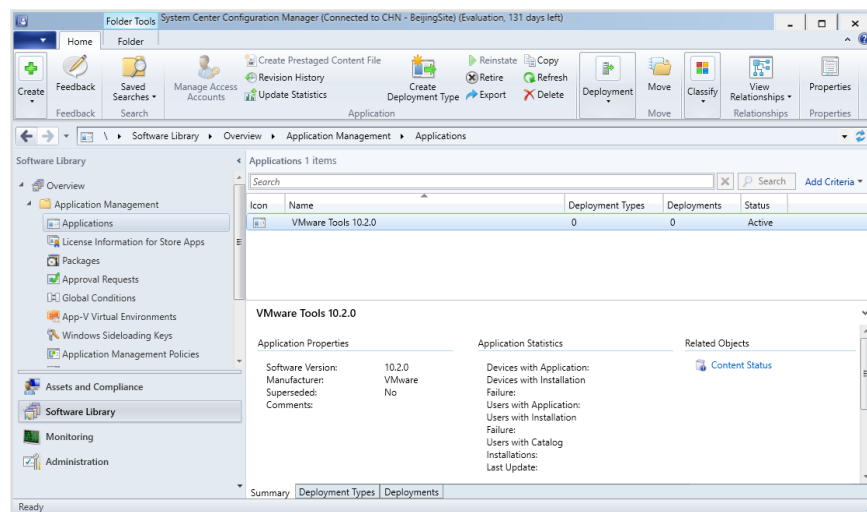 Folder Tools
System Center Configuration Manager (Connected to CHN - BeijingSite) (Evaluation, 131 days left)
Home
Folder
Create
Feedback
Saved Searches
Manage Access Accounts
Create Prestaged Content File
Revision History
Update Statistics
Create Deployment Type
Reinstate
Retire
Export
Copy
Refresh
Delete
Deployment
Move
Classify
View Relationships
Properties
Feedback
Search
Application
Move
Relationships
Properties
\ Software Library Overview Application Management Applications
Software Library
Overview
Application Management
Applications
License Information for Store Apps
Packages
Approval Requests
Global Conditions
App-V Virtual Environments
Windows Sideloading Keys
Application Management Policies
Assets and Compliance
Software Library
Monitoring
Administration
Applications 1 items
Search
Search
Add Criteria
Icon Name Deployment Types Deployments Status
VMware Tools 10.2.0 0 0 Active
VMware Tools 10.2.0
Application Properties
Software Version: 10.2.0
Manufacturer: VMware
Superseded: No
Comments:
Application Statistics
Devices with Application:
Devices with Installation
Failure:
Users with Application:
Users with Installation
Failure:
Users with Catalog
Installations:
Last Update:
Related Objects
Content Status
Summary Deployment Types Deployments
Ready